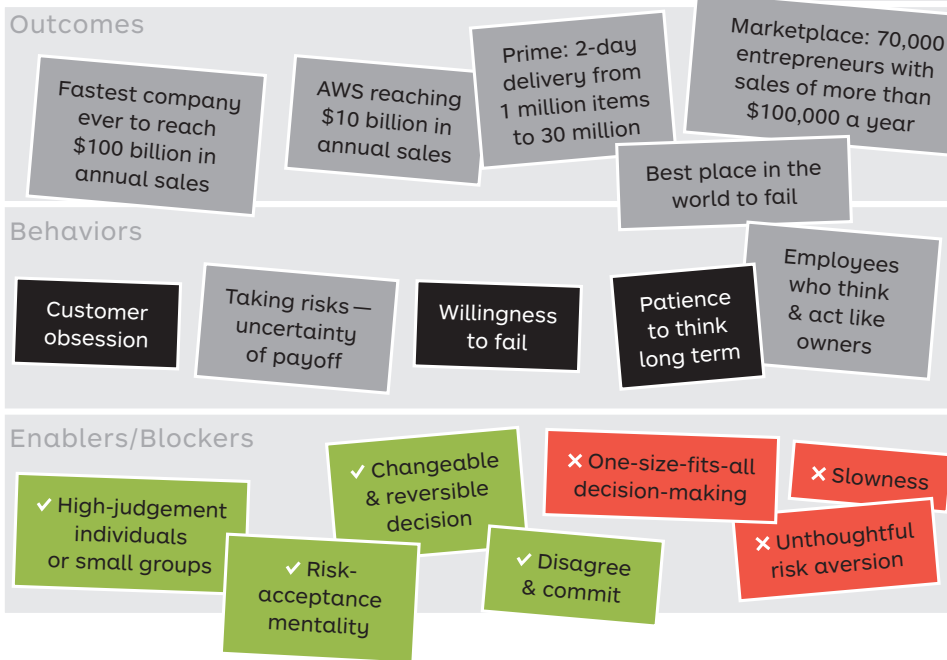 Outcomes
Fastest company
ever to reach
$100 billion in
annual sales
AWS reaching
$10 billion in
annual sales
Prime: 2-day
delivery from
1 million items
to 30 million
Marketplace: 70,000
entrepreneurs with
sales of more than
$100,000 a year
Best place in the
world to fail
Behaviors
Customer
obsession
Taking risks—
uncertainty
of payoff
Willingness
to fail
Patience
to think
long term
Employees
who think
& act like
owners
Enablers/Blockers
✓ High-judgement
individuals
or small groups
✓ Risk-
acceptance
mentality
✓ Changeable
& reversible
decision
✓ Disagree
& commit
✕ One-size-fits-all
decision-making
✕ Slowness
✕ Unthoughtful
risk aversion